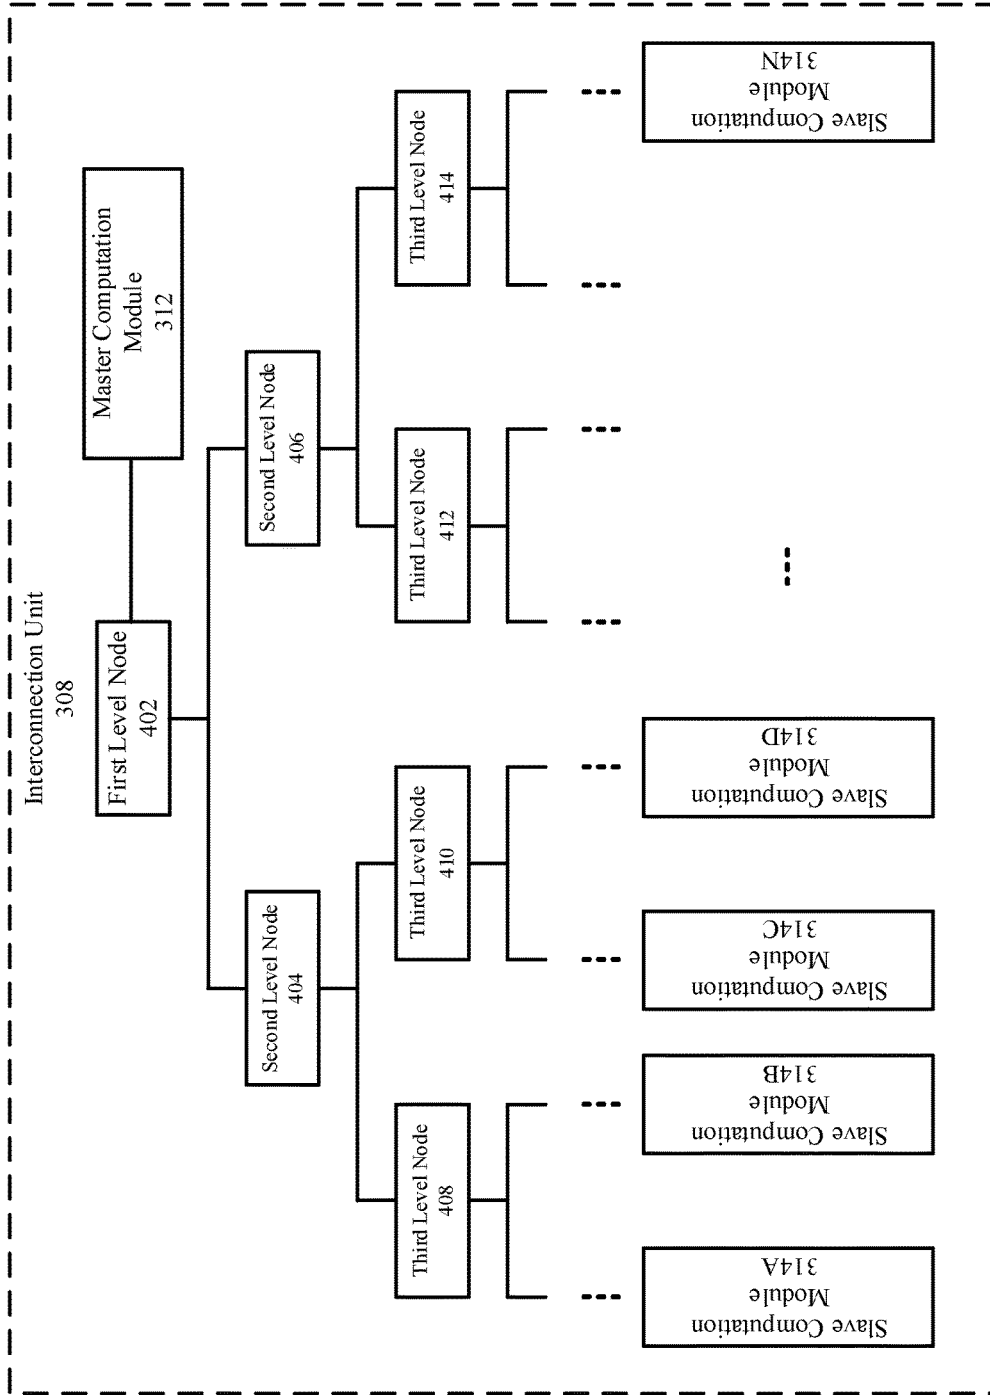 Interconnection Unit
308
First Level Node
402
Master Computation
Module
312
Second Level Node
404
Second Level Node
406
Third Level Node
408
Third Level Node
410
Third Level Node
412
Third Level Node
414
Slave Computation
Module
314A
Slave Computation
Module
314B
Slave Computation
Module
314C
Slave Computation
Module
314D
Slave Computation
Module
314N